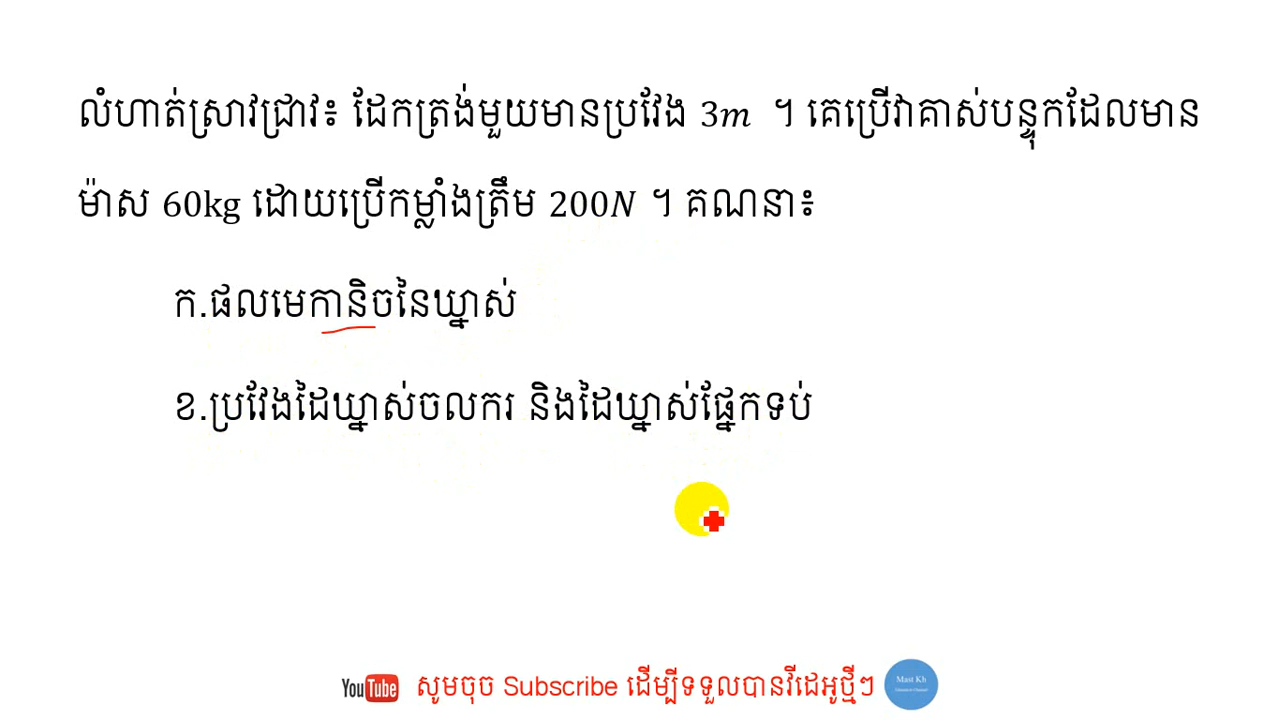 លំហាត់ស្រាវជ្រាវ៖ ដែកត្រង់មួយមានប្រវែង 3m ។ គេប្រើវាគាស់បន្ទុកដែលមាន
ម៉ាស 60kg ដោយប្រើកម្លាំងត្រឹម 200N ។ គណនា៖
ក.ផលមេកានិចនៃឃ្នាស់
ខ.ប្រវែងដៃឃ្នាស់ចលករ និងដៃឃ្នាស់ផ្នែកទប់
YouTube សូមចុច Subscribe ដើម្បីទទួលបានវីដេអូថ្មីៗ Mast Kh